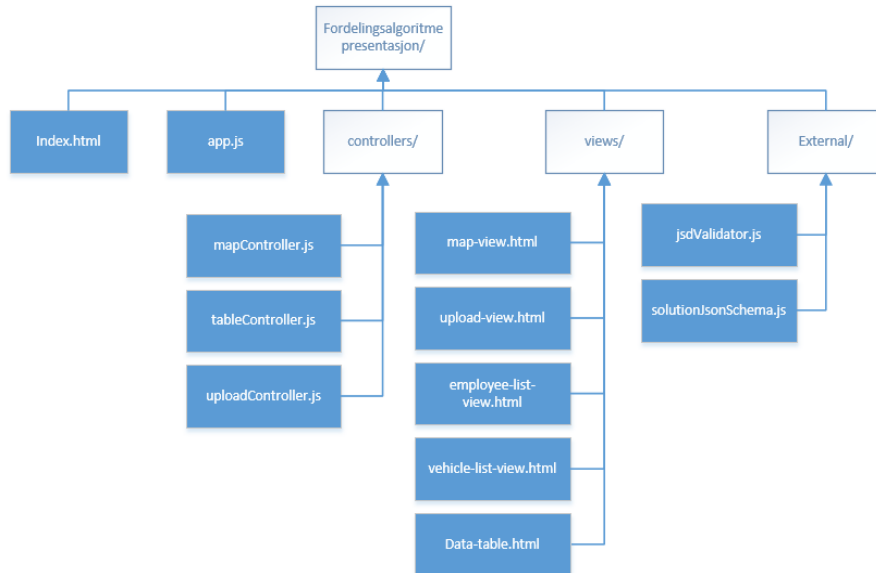 Fordelingsalgoritme
presentasjon/
Index.html
app.js
controllers/
views/
External/
mapController.js
tableController.js
uploadController.js
map-view.html
upload-view.html
employee-list-
view.html
vehicle-list-view.html
Data-table.html
jsdValidator.js
solutionJsonSchema.js